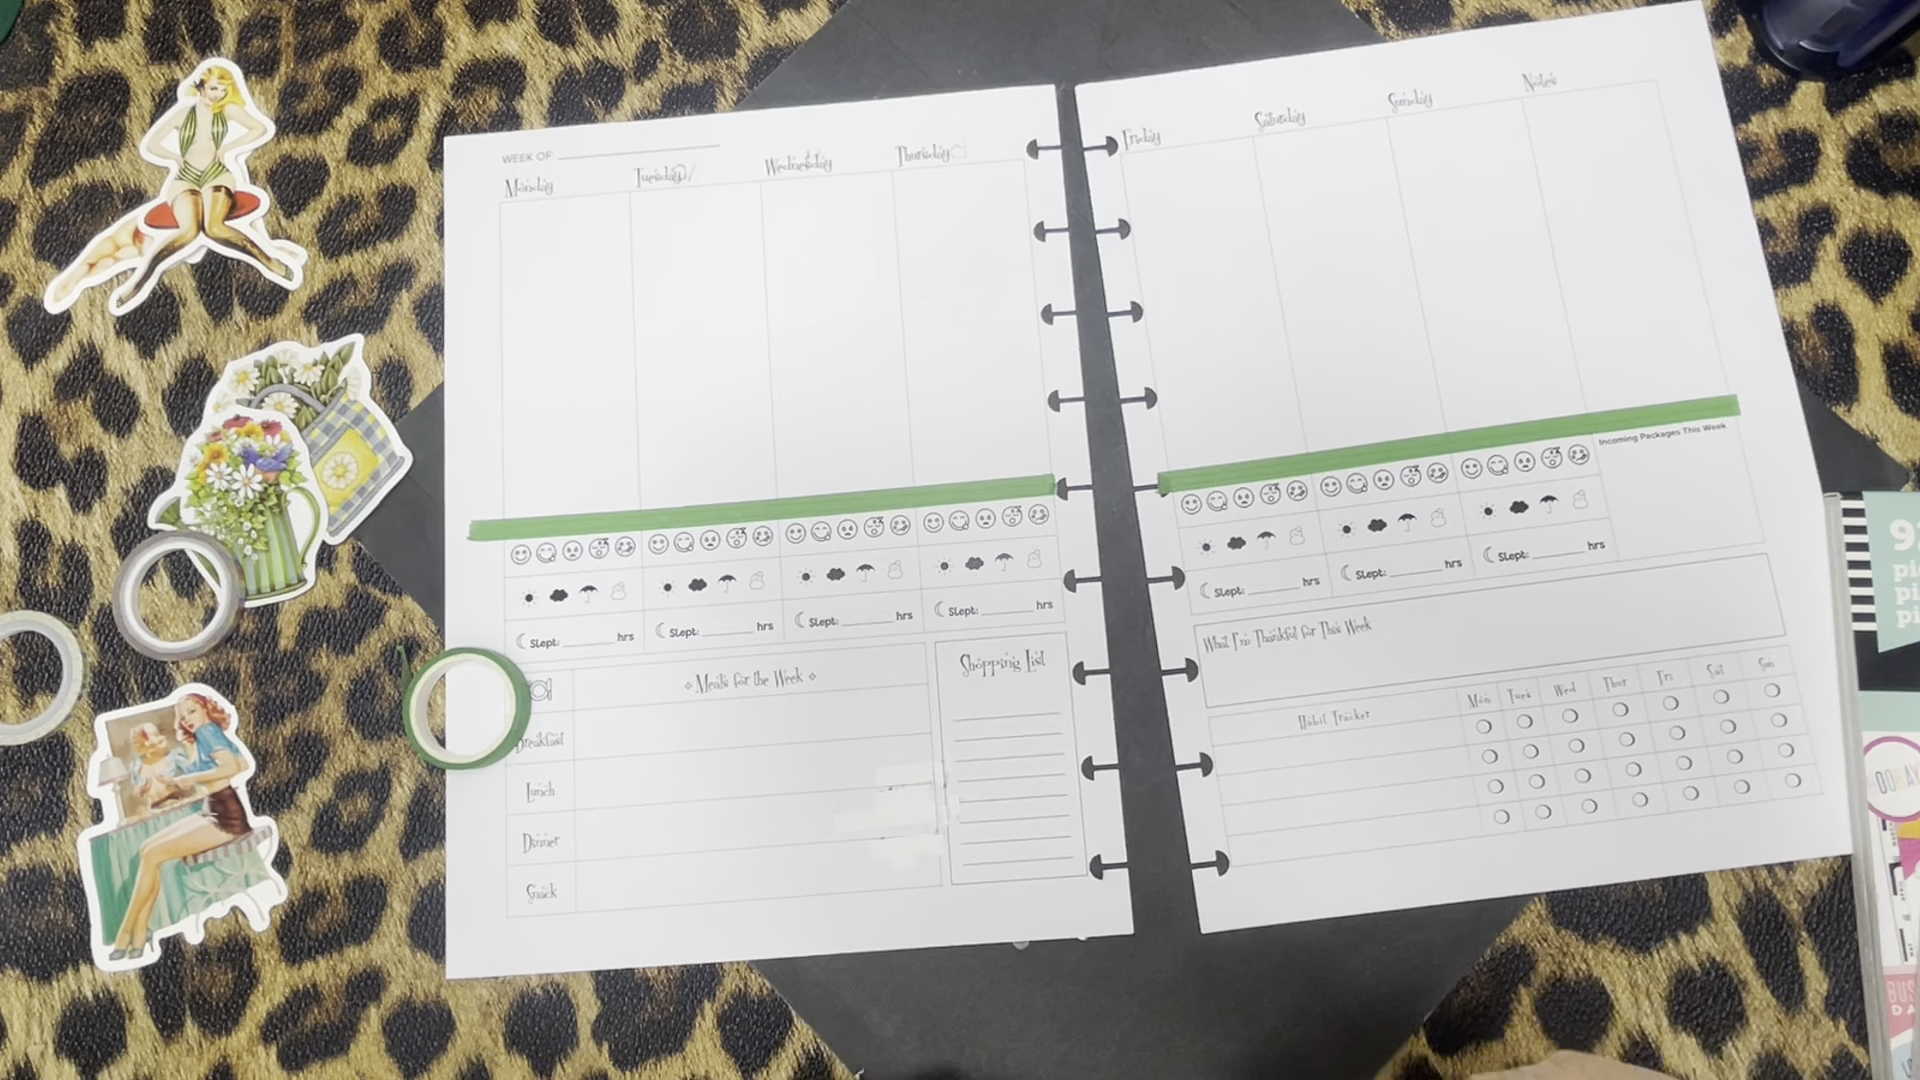 WEEK OF:
Monday
Tuesday
Wednesday
Thursday
Slept: hrs
Slept: hrs
Slept: hrs
Slept: hrs
Meals for the Week
Breakfast
Lunch
Dinner
Snack
Shopping List
Friday
Saturday
Sunday
Notes
Incoming Packages This Week
Slept: hrs
Slept: hrs
Slept: hrs
What I'm Thankful for This Week
Habit Tracker
Mon Tues Wed Thur Fri Sat Sun